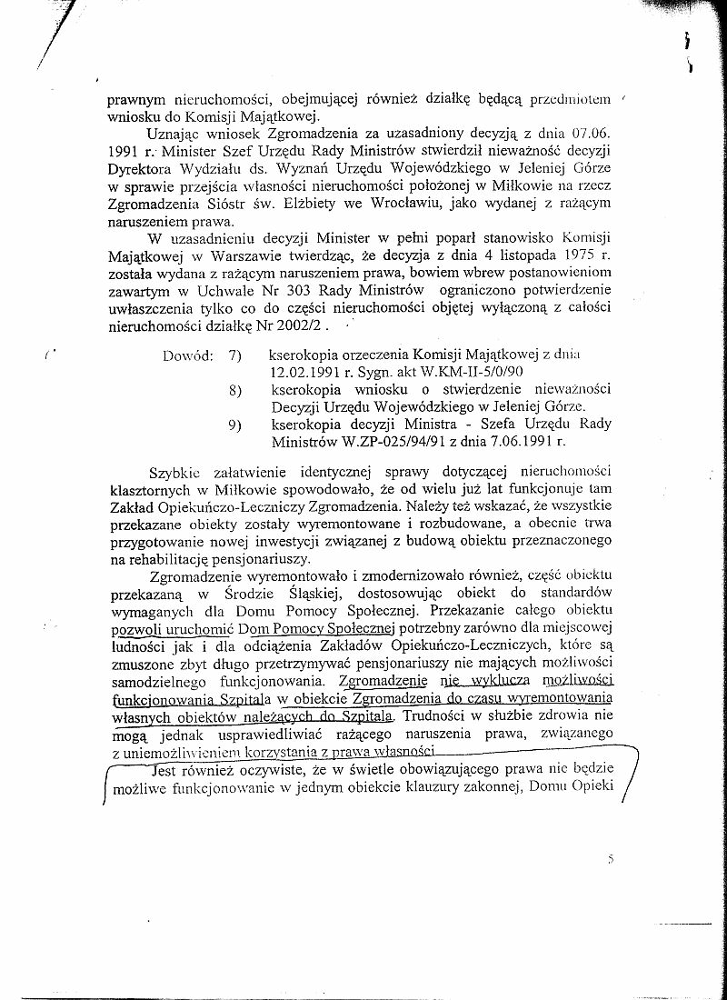 prawnym nieruchomości, obejmującej również działkę będącą przedmiotem
wniosku do Komisji Majątkowej.
Uznając wniosek Zgromadzenia za uzasadniony decyzją z dnia 07.06.
1991 r. Minister Szef Urzędu Rady Ministrów stwierdził nieważność decyzji
Dyrektora Wydziału ds. Wyznań Urzędu Wojewódzkiego w Jeleniej Górze
w sprawie przejścia własności nieruchomości położonej w Miłkowie na rzecz
Zgromadzenia Sióstr św. Elżbiety we Wrocławiu, jako wydanej z rażącym
naruszeniem prawa.
W uzasadnieniu decyzji Minister w pełni poparł stanowisko Komisji
Majątkowej w Warszawie twierdząc, że decyzja z dnia 4 listopada 1975 r.
została wydana z rażącym naruszeniem prawa, bowiem wbrew postanowieniom
zawartym w Uchwale Nr 303 Rady Ministrów ograniczono potwierdzenie
uwłaszczenia tylko co do części nieruchomości objętej wyłączoną z całości
nieruchomości działkę Nr 2002/2 .
Dowód: 7) kserokopia orzeczenia Komisji Majątkowej z dnia
12.02.1991 r. Sygn. akt W.KM-II-5/0/90
8) kserokopia wniosku o stwierdzenie nieważności
Decyzji Urzędu Wojewódzkiego w Jeleniej Górze.
9) kserokopia decyzji Ministra - Szefa Urzędu Rady
Ministrów W.ZP-025/94/91 z dnia 7.06.1991 r.
Szybkie załatwienie identycznej sprawy dotyczącej nieruchomości
klasztornych w Miłkowie spowodowało, że od wielu już lat funkcjonuje tam
Zakład Opiekuńczo-Leczniczy Zgromadzenia. Należy też wskazać, że wszystkie
przekazane obiekty zostały wyremontowane i rozbudowane, a obecnie trwa
przygotowanie nowej inwestycji związanej z budową obiektu przeznaczonego
na rehabilitację pensjonariuszy.
Zgromadzenie wyremontowało i zmodernizowało również, część obiektu
przekazaną w Środzie Śląskiej, dostosowując obiekt do standardów
wymaganych dla Domu Pomocy Społecznej. Przekazanie całego obiektu
pozwoli uruchomić Dom Pomocy Społecznej potrzebny zarówno dla miejscowej
ludności jak i dla odciążenia Zakładów Opiekuńczo-Leczniczych, które są
zmuszone zbyt długo przetrzymywać pensjonariuszy nie mających możliwości
samodzielnego funkcjonowania. Zgromadzenie nie wyklucza możliwości
funkcjonowania Szpitala w obiekcie Zgromadzenia do czasu wyremontowania
własnych obiektów należących do Szpitala. Trudności w służbie zdrowia nie
mogą jednak usprawiedliwiać rażącego naruszenia prawa, związanego
z uniemożliwieniem korzystania z prawa własności
Jest również oczywiste, że w świetle obowiązującego prawa nie będzie
możliwe funkcjonowanie w jednym obiekcie klauzury zakonnej, Domu Opieki
5